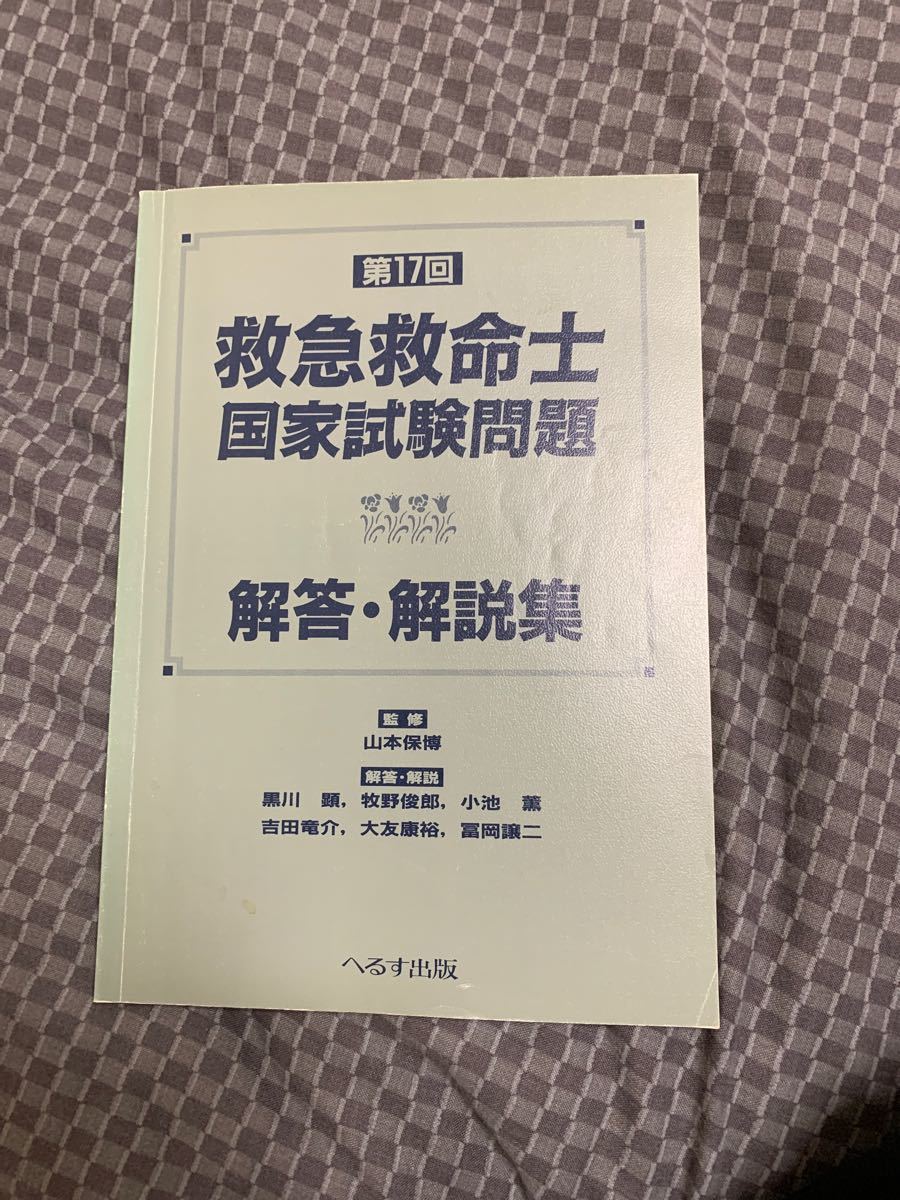 第17回
救急救命士
国家試験問題
解答・解説集
監修
山本保博
解答・解説
黒川 顕，牧野俊郎，小池 薫
吉田竜介，大友康裕，冨岡譲二
へるす出版